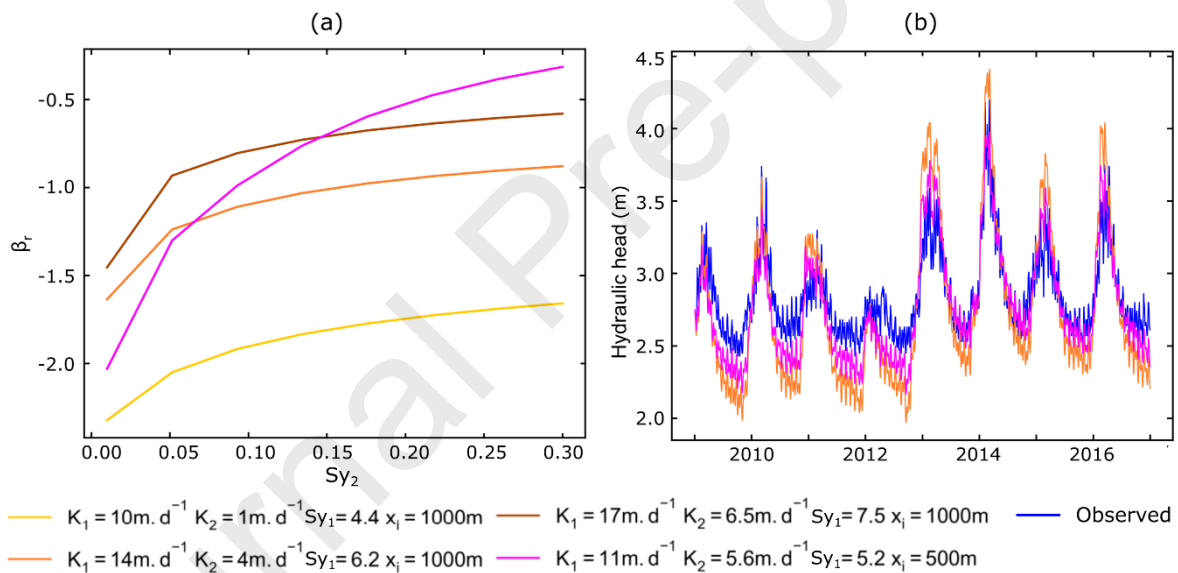 (a)
(b)
-0.5
-1.0
-1.5
-2.0
βr
0.00 0.05 0.10 0.15 0.20 0.25 0.30
Sy2
4.5
4.0
3.5
3.0
2.5
2.0
Hydraulic head (m)
2010 2012 2014 2016
K1 = 10m. d⁻¹ K2 = 1m. d⁻¹ Sy1 = 4.4 xi = 1000m
K1 = 17m. d⁻¹ K2 = 6.5m. d⁻¹ Sy1 = 7.5 xi = 1000m
Observed
K1 = 14m. d⁻¹ K2 = 4m. d⁻¹ Sy1 = 6.2 xi = 1000m
K1 = 11m. d⁻¹ K2 = 5.6m. d⁻¹ Sy1 = 5.2 xi = 500m
rnal Pre-p